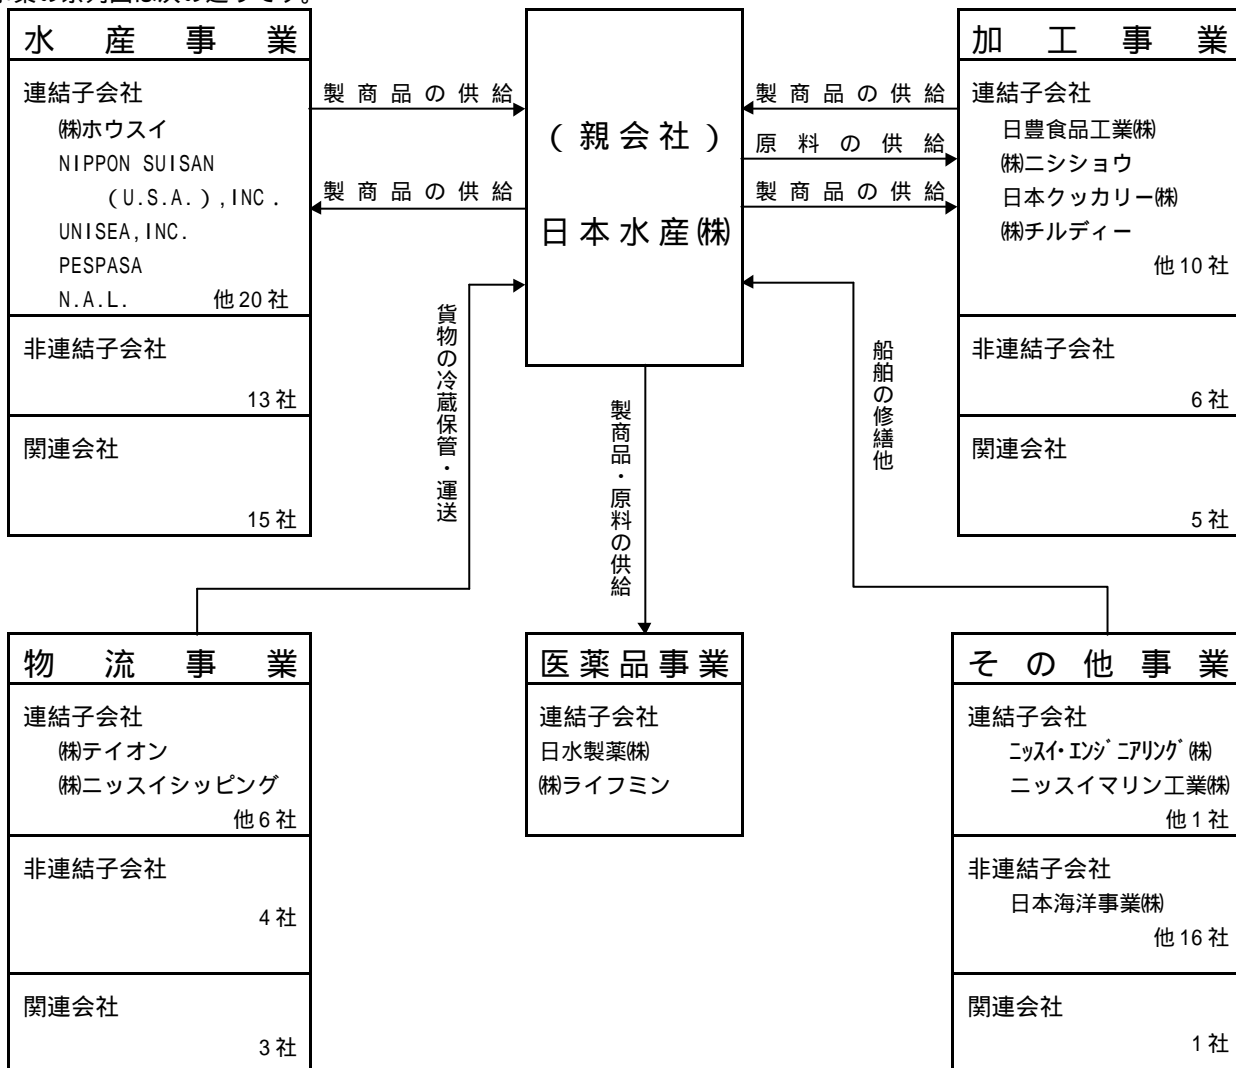 水産事業
連結子会社
㈱ホウスイ
NIPPON SUISAN
(U.S.A.),INC.
UNISEA,INC.
PESPASA
N.A.L. 他20社
非連結子会社
13社
関連会社
15社
製商品の供給
製商品の供給
(親会社)
日本水産㈱
製商品の供給
原料の供給
製商品の供給
加工事業
連結子会社
日豊食品工業㈱
㈱ニシショウ
日本クッカリー㈱
㈱チルディー
他10社
非連結子会社
6社
関連会社
5社
貨物の冷蔵保管・運送
製商品・原料の供給
船舶の修繕他
物流事業
連結子会社
㈱テイオン
㈱ニッスイシッピング
他6社
非連結子会社
4社
関連会社
3社
医薬品事業
連結子会社
日水製薬㈱
㈱ライフミン
その他事業
連結子会社
ニッスイ・エンジニアリング㈱
ニッスイマリン工業㈱
他1社
非連結子会社
日本海洋事業㈱
他16社
関連会社
1社